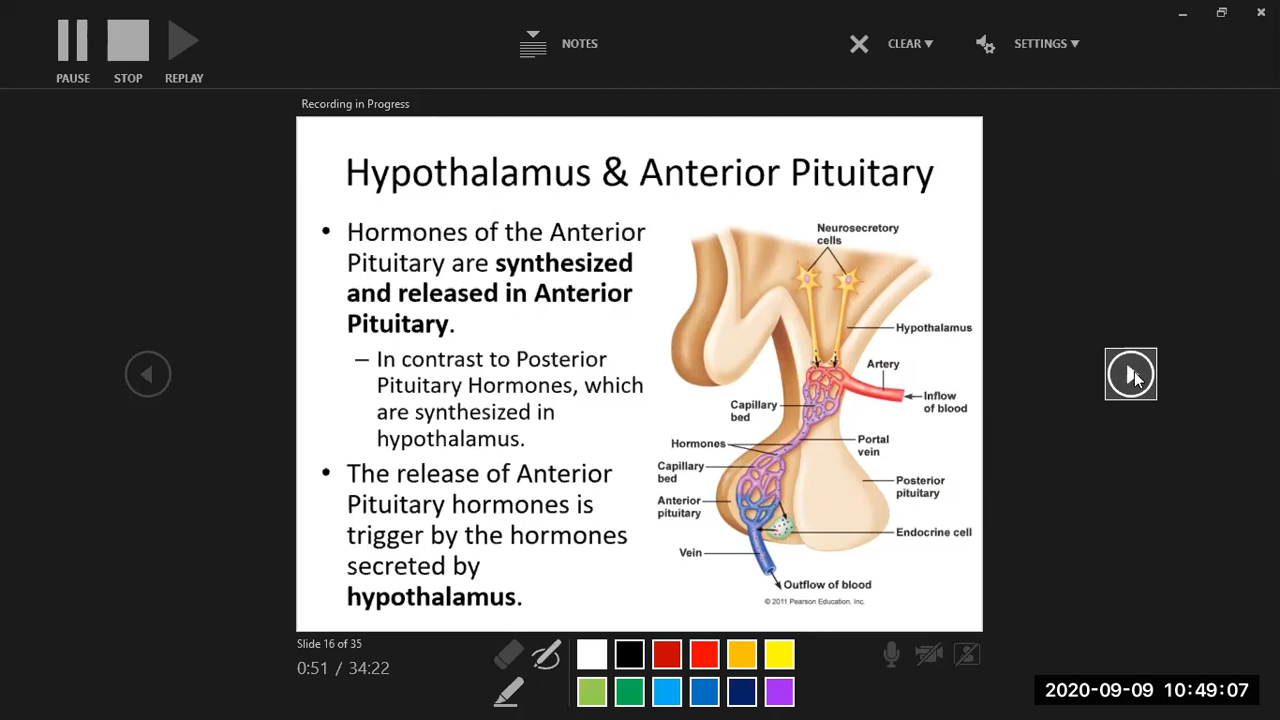 PAUSE
STOP
REPLAY
NOTES
CLEAR
SETTINGS
Recording in Progress
Hypothalamus & Anterior Pituitary
• Hormones of the Anterior
Pituitary are synthesized
and released in Anterior
Pituitary.
– In contrast to Posterior
Pituitary Hormones, which
are synthesized in
hypothalamus.
• The release of Anterior
Pituitary hormones is
trigger by the hormones
secreted by
hypothalamus.
Neurosecretory
cells
Hypothalamus
Artery
Inflow
of blood
Capillary
bed
Hormones
Portal
vein
Capillary
bed
Posterior
pituitary
Anterior
pituitary
Endocrine cell
Vein
Outflow of blood
© 2011 Pearson Education, Inc.
Slide 16 of 35
0:51 / 34:22
2020-09-09 10:49:07